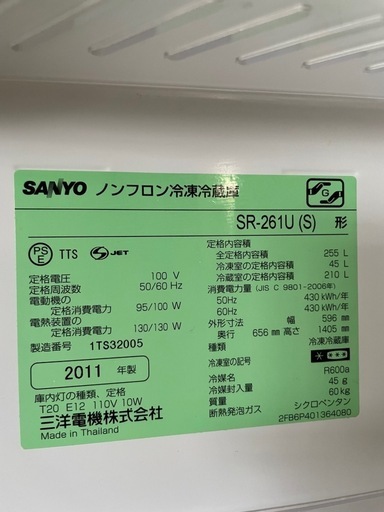 SANYO ノンフロン冷凍冷蔵庫
G
SR-261U (S) 形
PS E TTS S JET
定格電圧 100 V
定格周波数 50/60 Hz
電動機の
定格消費電力 95/100 W
電熱装置の
定格消費電力 130/130 W
製造番号 1TS32005
2011 年製
庫内灯の種類、定格
T20 E12 110V 10W
三洋電機株式会社
Made in Thailand
定格内容積
全定格内容積 255 L
冷凍室の定格内容積 45 L
冷蔵室の定格内容積 210 L
消費電力量 (JIS C 9801-2006)
50Hz 430 kWh/年
60Hz 430 kWh/年
外形寸法 幅 596 mm
奥行 656 mm 高さ 1405 mm
種類 冷凍冷蔵庫
冷凍室の記号
冷媒名 R600a
冷媒封入量 45 g
質量 60 kg
断熱発泡ガス シクロペンタン
2FB6P401364080